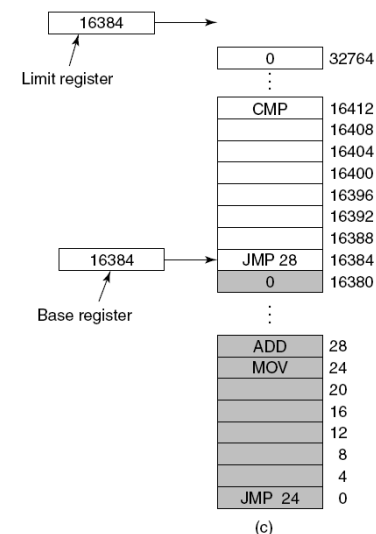 16384
Limit register
0 32764
⋮
CMP 16412
16408
16404
16400
16396
16392
16388
16384 JMP 28 16384
Base register
0 16380
⋮
ADD 28
MOV 24
20
16
12
8
4
JMP 24 0
(c)